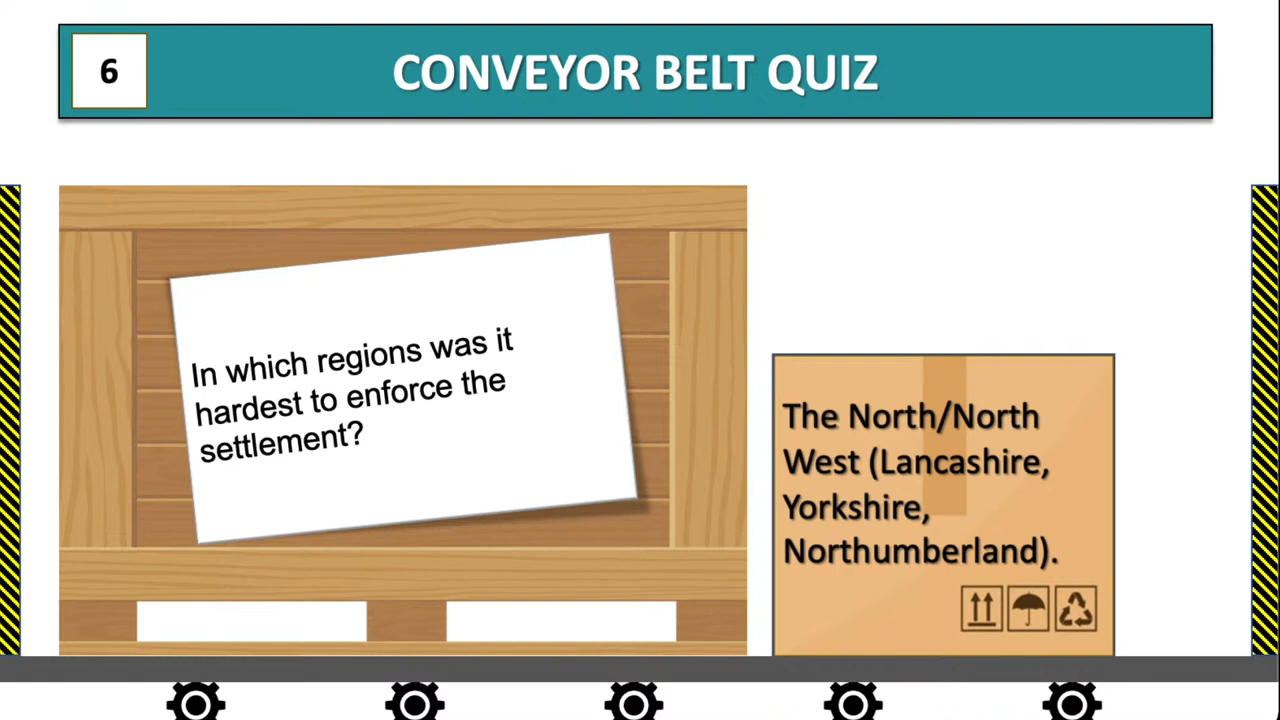 6
CONVEYOR BELT QUIZ
In which regions was it
hardest to enforce the
settlement?
The North/North
West (Lancashire,
Yorkshire,
Northumberland).